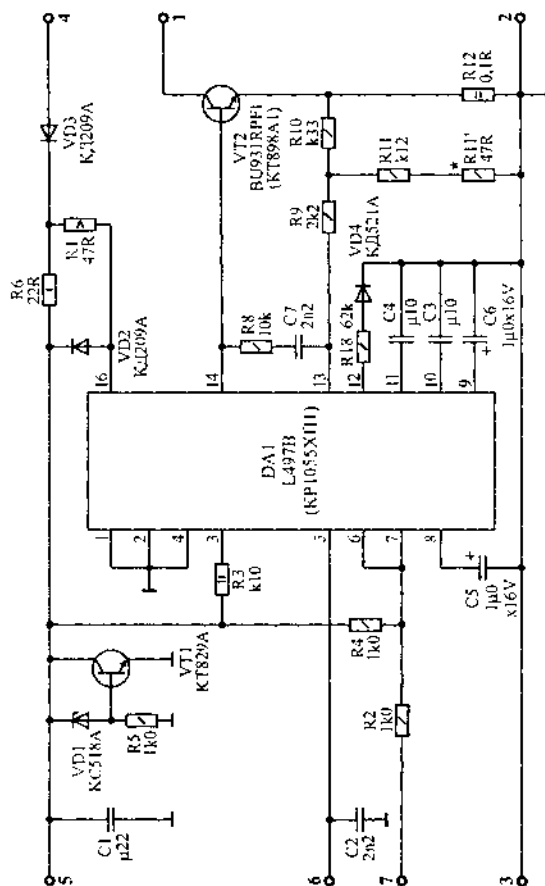 5
4
C1
µ22
VD1
КС518А
R5
1k0
VT1
КТ829А
R6
22R
VD2
КД209А
R1
47R
VD3
КД209А
1
2
4
3
5
6
7
8
16
14
13
12
11
10
9
R3
k10
DA1
L497B
(КР1055ХП1)
VT2
BU931RPFI
(КТ898А1)
1
R8
10k
C7
2n2
R9
2k2
R10
k33
6
C2
2n2
R4
1k0
R18 62k
VD4
КД521А
R11
k12
* R11'
47R
R12
0,1R
7
R2
1k0
C4
µ10
C3
µ10
C5
+
1µ0
x16V
+
C6
1µ0x16V
3
2